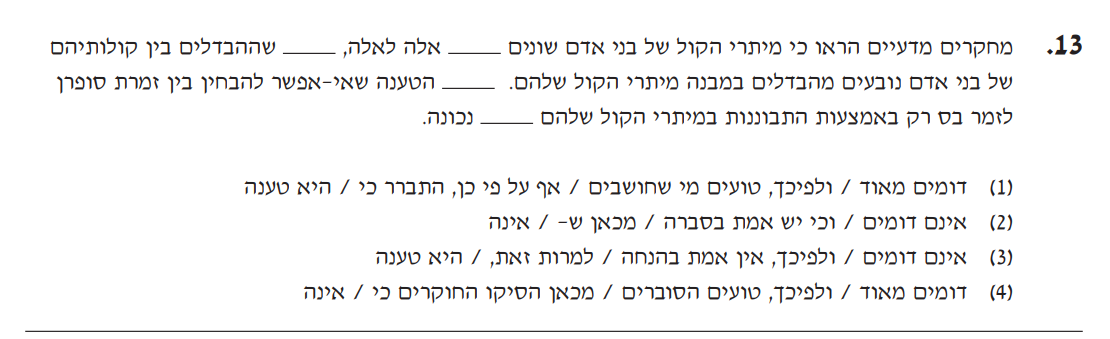 13. מחקרים מדעיים הראו כי מיתרי הקול של בני אדם שונים _____ אלה לאלה, _____ שההבדלים בין קולותיהם
של בני אדם נובעים מהבדלים במבנה מיתרי הקול שלהם. _____ הטענה שאי-אפשר להבחין בין זמרת סופרן
לזמר בס רק באמצעות התבוננות במיתרי הקול שלהם _____ נכונה.
(1) דומים מאוד / ולפיכך, טועים מי שחושבים / אף על פי כן, התברר כי / היא טענה
(2) אינם דומים / וכי יש אמת בסברה / מכאן ש- / אינה
(3) אינם דומים / ולפיכך, אין אמת בהנחה / למרות זאת, / היא טענה
(4) דומים מאוד / ולפיכך, טועים הסוברים / מכאן הסיקו החוקרים כי / אינה